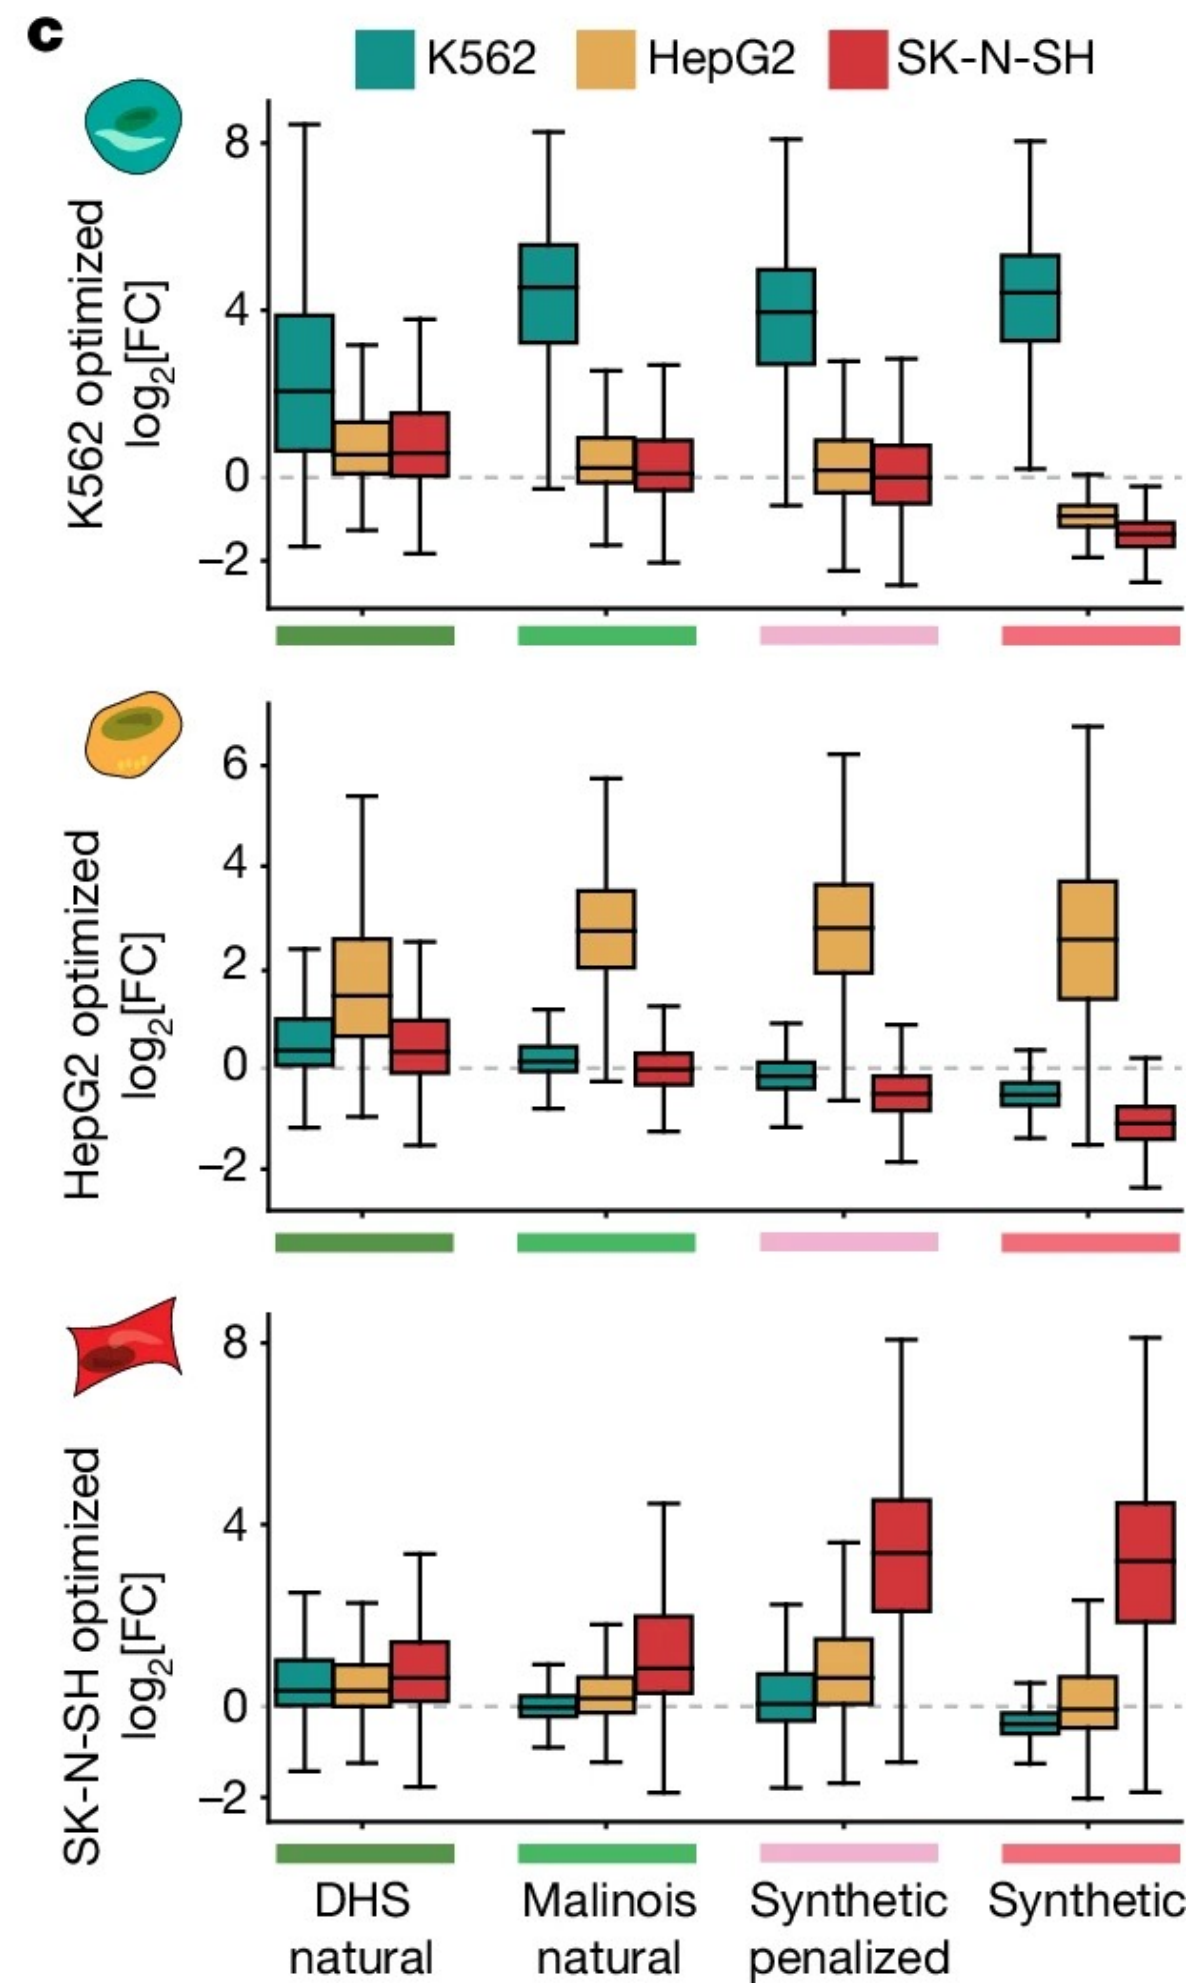 c
K562 HepG2 SK-N-SH
K562 optimized
log2[FC]
8
4
0
−2
HepG2 optimized
log2[FC]
6
4
2
0
−2
SK-N-SH optimized
log2[FC]
8
4
0
−2
DHS natural
Malinois natural
Synthetic penalized
Synthetic